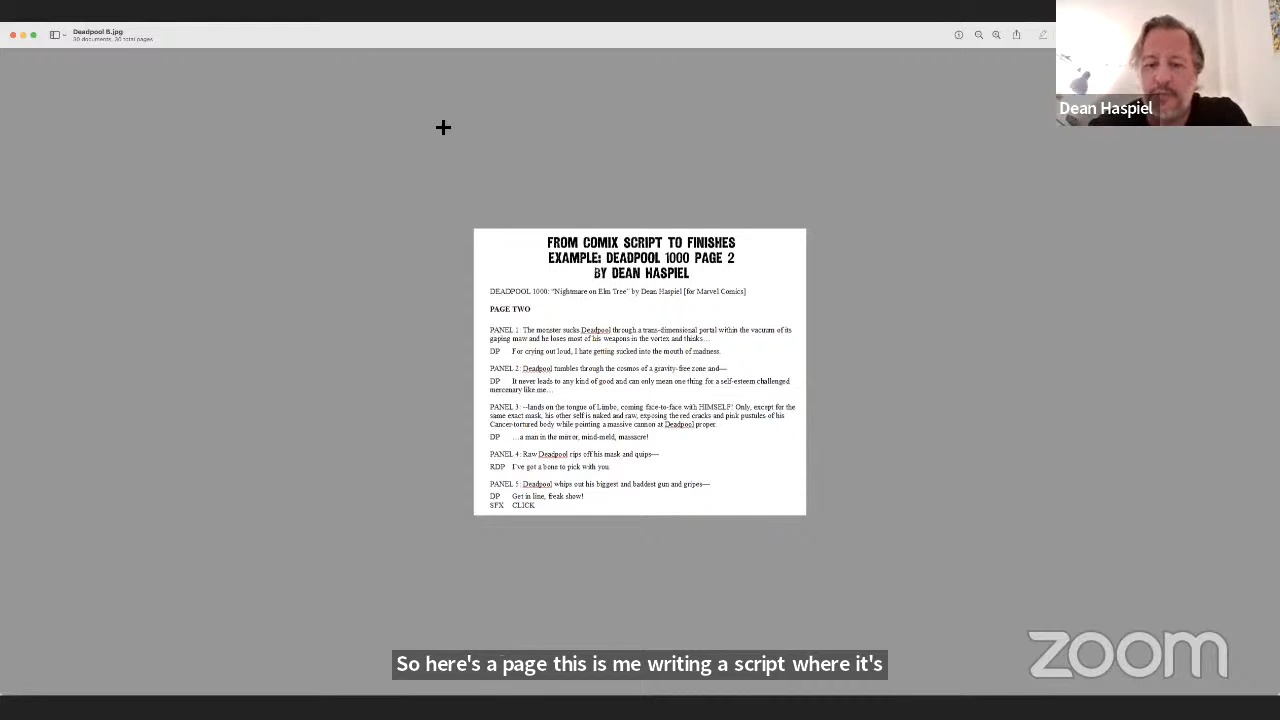 Deadpool B.jpg
30 documents, 30 total pages
Dean Haspiel
FROM COMIX SCRIPT TO FINISHES
EXAMPLE: DEADPOOL 1000 PAGE 2
BY DEAN HASPIEL
DEADPOOL 1000: "Nightmare on Elm Tree" by Dean Haspiel [for Marvel Comics]
PAGE TWO
PANEL 1: The monster sucks Deadpool through a trans-dimensional portal within the vacuum of its
gaping maw and he loses most of his weapons in the vortex and thinks…
DP For crying out loud, I hate getting sucked into the mouth of madness.
PANEL 2: Deadpool tumbles through the cosmos of a gravity-free zone and—
DP It never leads to any kind of good and can only mean one thing for a self-esteem challenged
mercenary like me…
PANEL 3: --lands on the tongue of Limbo, coming face-to-face with HIMSELF! Only, except for the
same exact mask, his other self is naked and raw, exposing the red cracks and pink pustules of his
Cancer-tortured body while pointing a massive cannon at Deadpool proper.
DP …a man in the mirror, mind-meld, massacre!
PANEL 4: Raw Deadpool rips off his mask and quips—
RDP I've got a bone to pick with you.
PANEL 5: Deadpool whips out his biggest and baddest gun and gripes—
DP Get in line, freak show!
SFX CLICK.
So here's a page this is me writing a script where it's
zoom